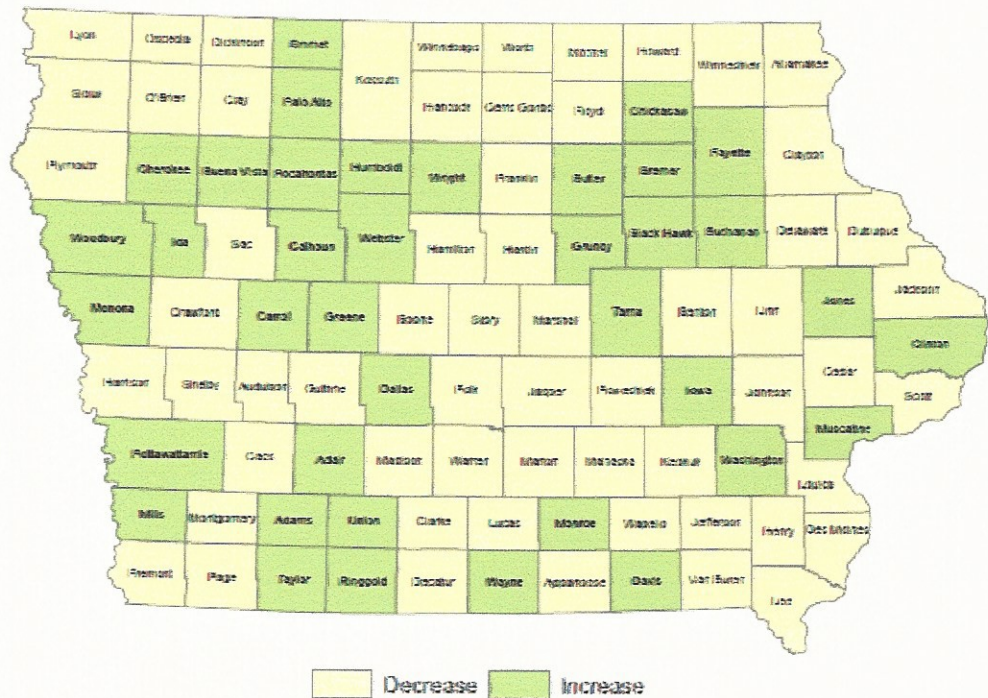 Lyon Osceola Dickinson Emmet Winnebago Worth Mitchell Howard
Kossuth Winneshiek Allamakee
Sioux O'Brien Clay Palo Alto Hancock Cerro Gordo Floyd Chickasaw
Plymouth Cherokee Buena Vista Pocahontas Humboldt Wright Franklin Butler Bremer Fayette Clayton
Woodbury Ida Sac Calhoun Webster Hamilton Hardin Grundy Black Hawk Buchanan Delaware Dubuque
Monona Crawford Carroll Greene Boone Story Marshall Tama Benton Linn Jones Jackson
Clinton
Harrison Shelby Audubon Guthrie Dallas Polk Jasper Poweshiek Iowa Johnson Cedar Scott
Muscatine
Pottawattamie Cass Adair Madison Warren Marion Mahaska Keokuk Washington
Louisa
Mills Montgomery Adams Union Clarke Lucas Monroe Wapello Jefferson Henry Des Moines
Fremont Page Taylor Ringgold Decatur Wayne Appanoose Davis Van Buren
Lee
Decrease Increase